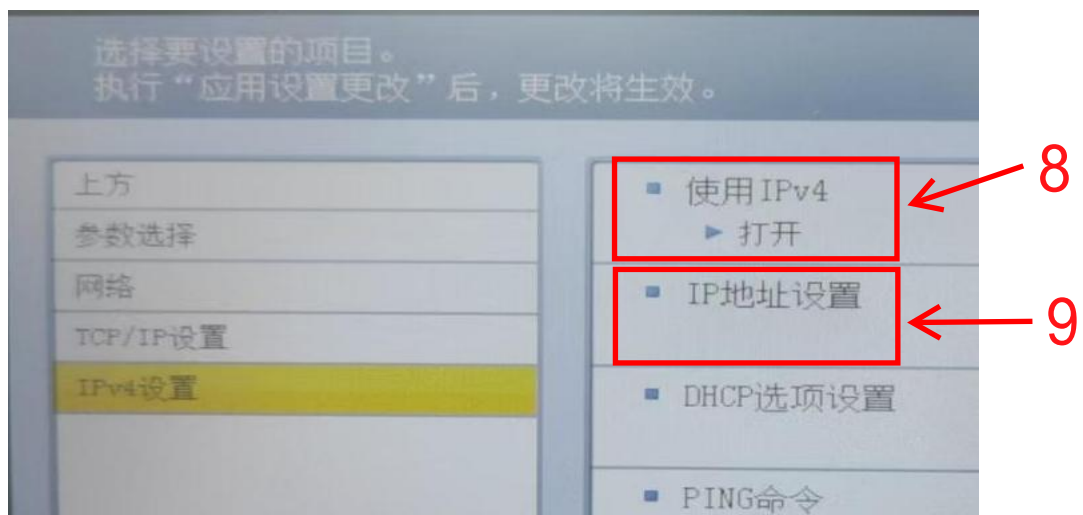 选择要设置的项目。
执行“应用设置更改”后，更改将生效。
上方
参数选择
网络
TCP/IP设置
IPv4设置
■ 使用IPv4
▶ 打开
8
■ IP地址设置
9
■ DHCP选项设置
■ PING命令